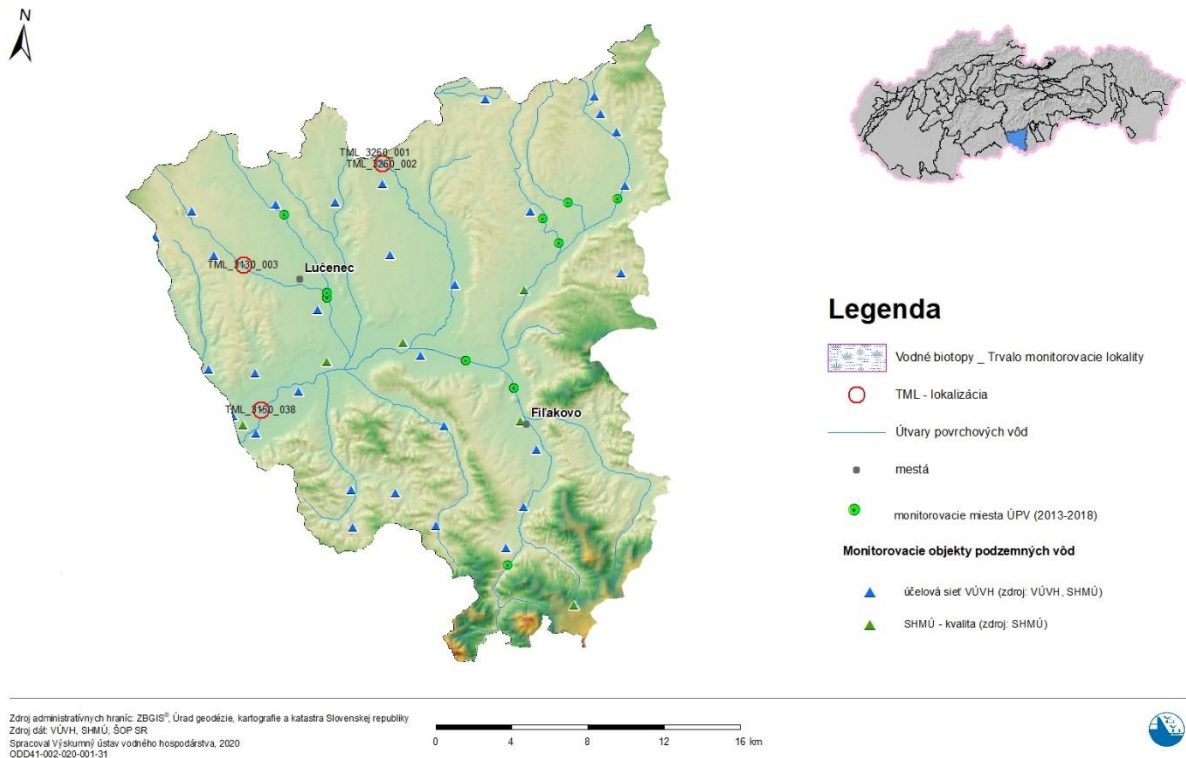 N
TML_3260_001
TML_3260_002
TML_3130_003
Lučenec
TML_3150_038
Fiľakovo
Legenda
Vodné biotopy _ Trvalo monitorovacie lokality
TML - lokalizácia
Útvary povrchových vôd
mestá
monitorovacie miesta ÚPV (2013-2018)
Monitorovacie objekty podzemných vôd
účelová sieť VÚVH (zdroj: VÚVH, SHMÚ)
SHMÚ - kvalita (zdroj: SHMÚ)
Zdroj administratívnych hraníc: ZBGIS®, Úrad geodézie, kartografie a katastra Slovenskej republiky
Zdroj dát: VÚVH, SHMÚ, ŠOP SR
Spracoval Výskumný ústav vodného hospodárstva, 2020
ODD41-002-020-001-31
0 4 8 12 16 km